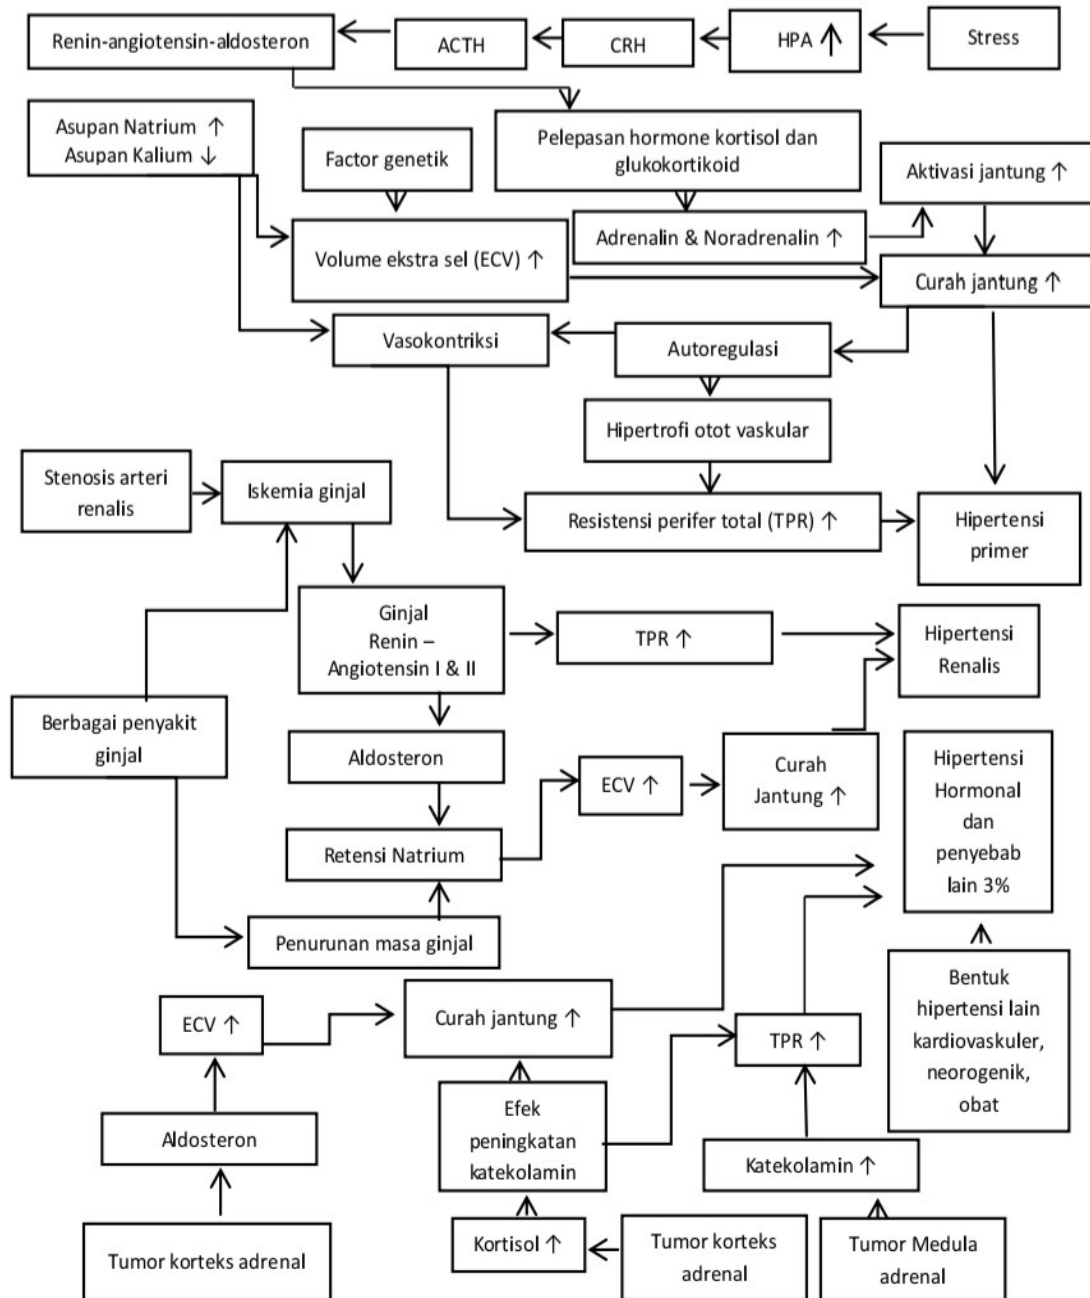 Renin-angiotensin-aldosteron
ACTH
CRH
HPA ↑
Stress
Asupan Natrium ↑
Asupan Kalium ↓
Factor genetik
Pelepasan hormone kortisol dan
glukokortikoid
Aktivasi jantung ↑
Adrenalin & Noradrenalin ↑
Volume ekstra sel (ECV) ↑
Curah jantung ↑
Vasokontriksi
Autoregulasi
Hipertrofi otot vaskular
Stenosis arteri
renalis
Iskemia ginjal
Resistensi perifer total (TPR) ↑
Hipertensi
primer
Ginjal
Renin –
Angiotensin I & II
TPR ↑
Hipertensi
Renalis
Berbagai penyakit
ginjal
Aldosteron
ECV ↑
Curah
Jantung ↑
Hipertensi
Hormonal
dan
penyebab
lain 3%
Retensi Natrium
Penurunan masa ginjal
ECV ↑
Curah jantung ↑
TPR ↑
Bentuk
hipertensi lain
kardiovaskuler,
neorogenik,
obat
Aldosteron
Efek
peningkatan
katekolamin
Katekolamin ↑
Tumor korteks adrenal
Kortisol ↑
Tumor korteks
adrenal
Tumor Medula
adrenal